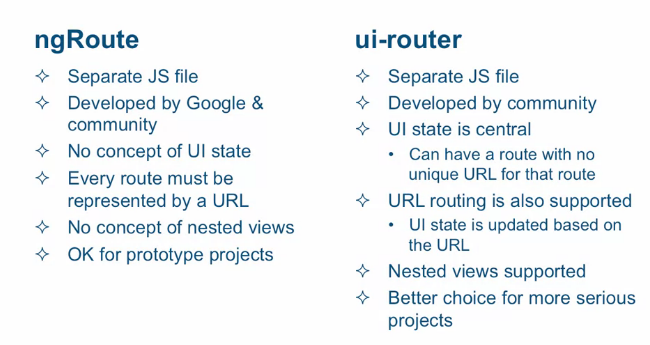 ngRoute
Separate JS file
Developed by Google &
community
No concept of UI state
Every route must be
represented by a URL
No concept of nested views
OK for prototype projects
ui-router
Separate JS file
Developed by community
UI state is central
Can have a route with no
unique URL for that route
URL routing is also supported
UI state is updated based on
the URL
Nested views supported
Better choice for more serious
projects